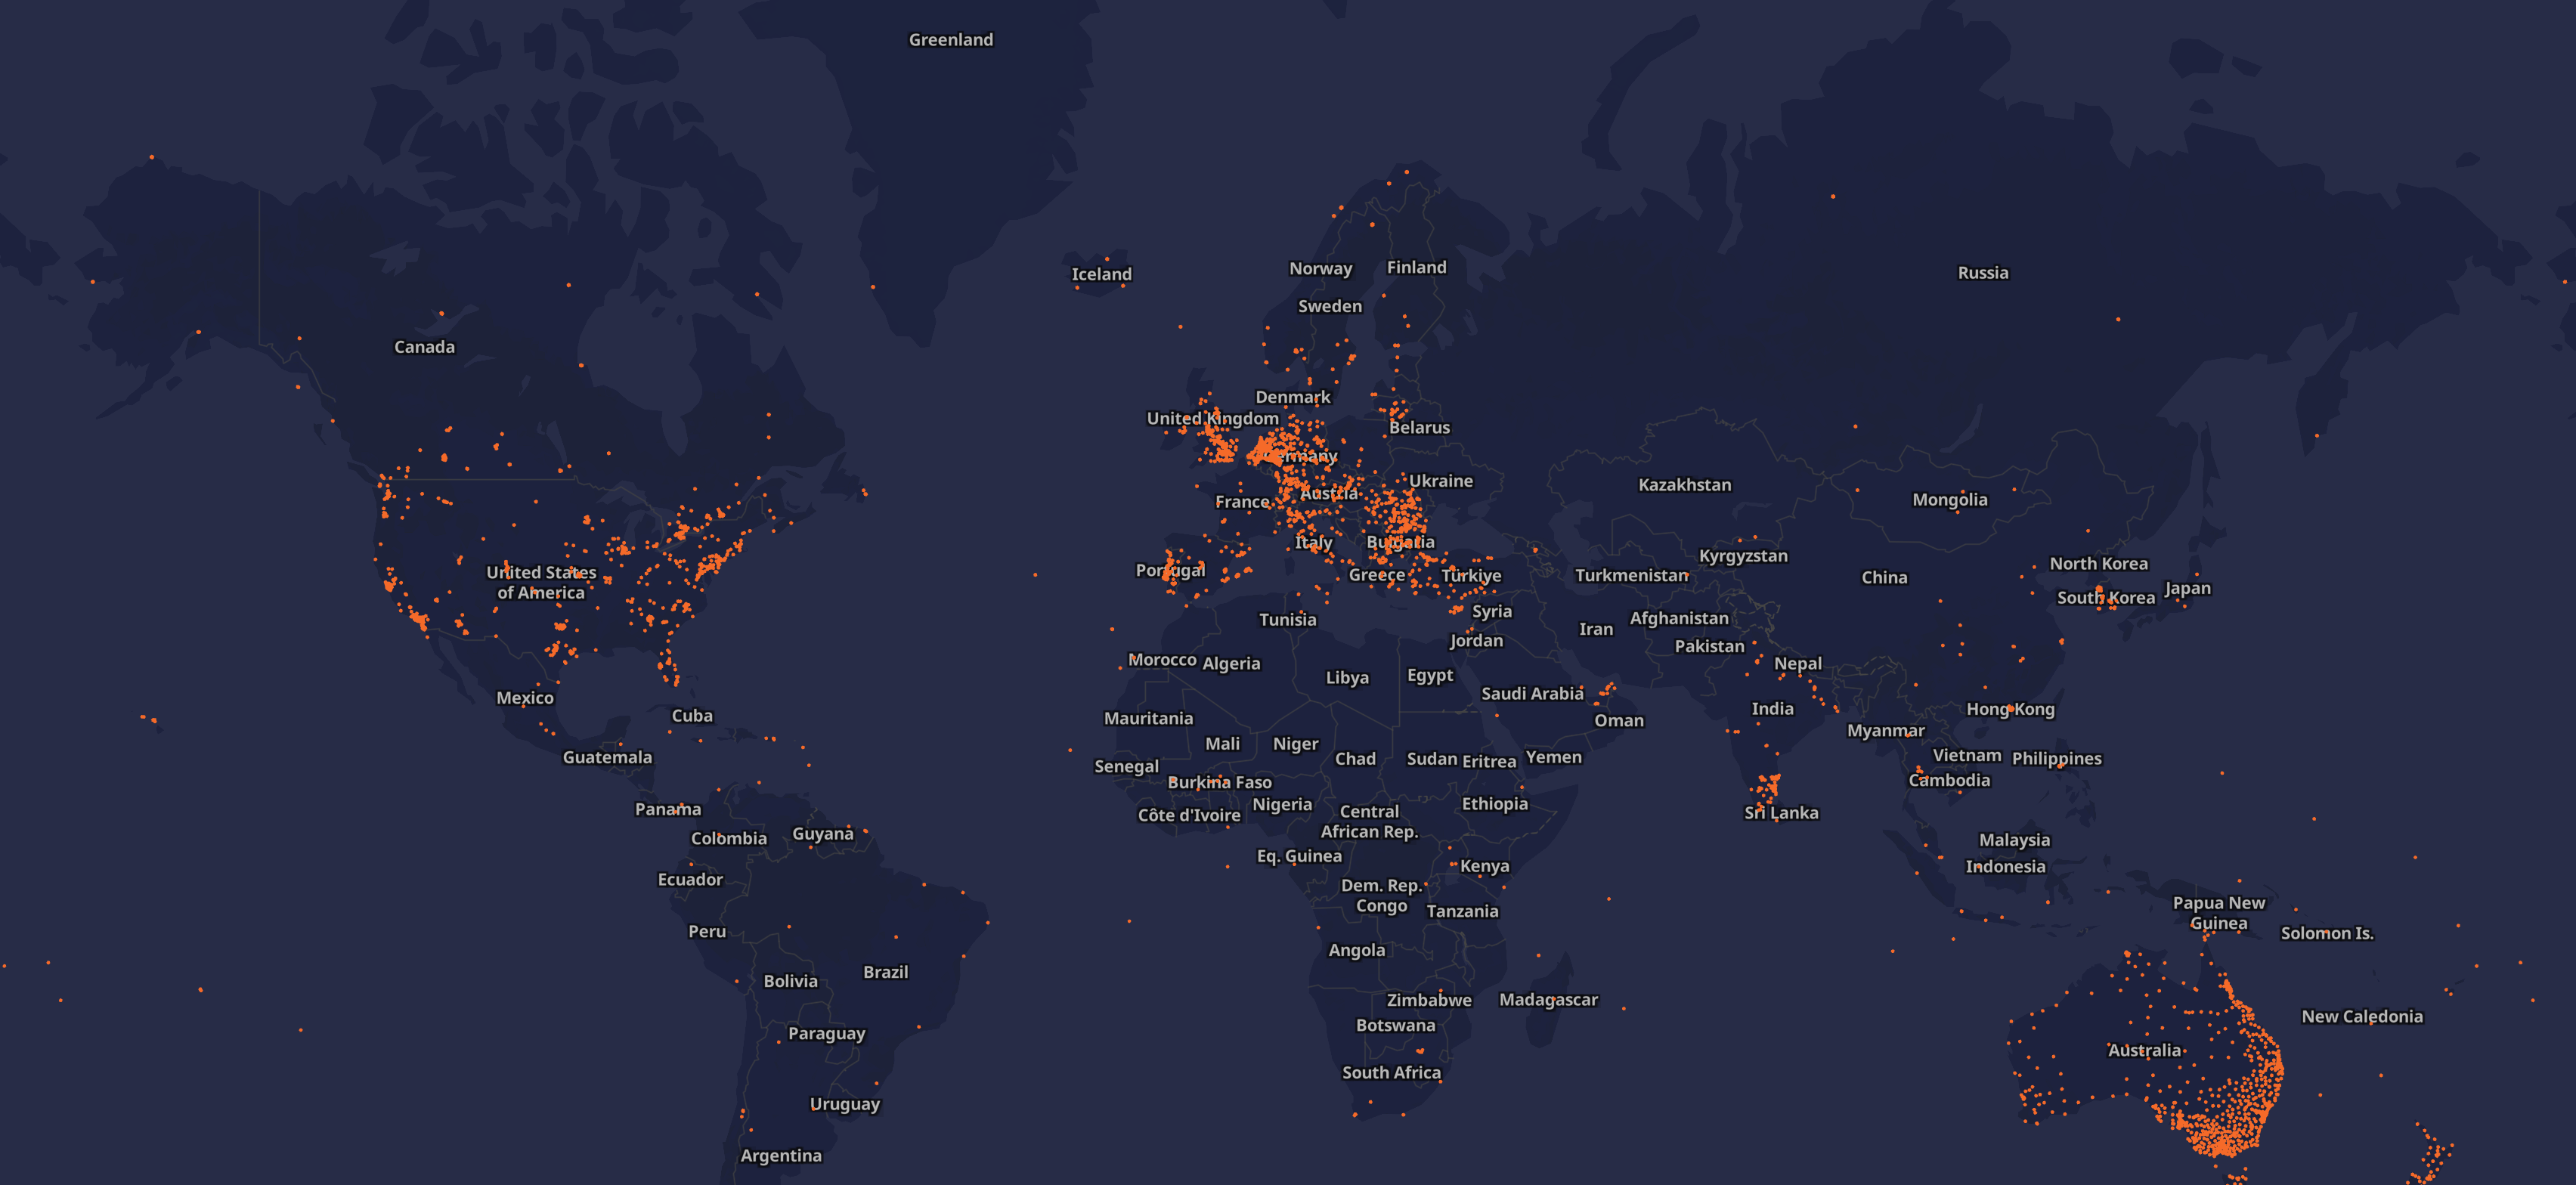 Greenland
Iceland
Norway
Finland
Russia
Sweden
Canada
Denmark
United Kingdom
Belarus
Germany
Ukraine
Kazakhstan
Austria
France
Mongolia
Italy
Bulgaria
Kyrgyzstan
North Korea
Portugal
Greece
Türkiye
Turkmenistan
China
United States
of America
Japan
South Korea
Syria
Tunisia
Afghanistan
Iran
Jordan
Pakistan
Morocco
Algeria
Nepal
Libya
Egypt
Saudi Arabia
Mexico
India
Hong Kong
Cuba
Mauritania
Oman
Myanmar
Mali
Niger
Guatemala
Chad
Sudan
Eritrea
Yemen
Vietnam
Philippines
Senegal
Burkina Faso
Cambodia
Panama
Nigeria
Ethiopia
Côte d'Ivoire
Central
African Rep.
Sri Lanka
Colombia
Guyana
Malaysia
Eq. Guinea
Kenya
Indonesia
Ecuador
Dem. Rep.
Congo
Tanzania
Papua New
Guinea
Peru
Solomon Is.
Angola
Brazil
Bolivia
Zimbabwe
Madagascar
New Caledonia
Botswana
Paraguay
Australia
South Africa
Uruguay
Argentina